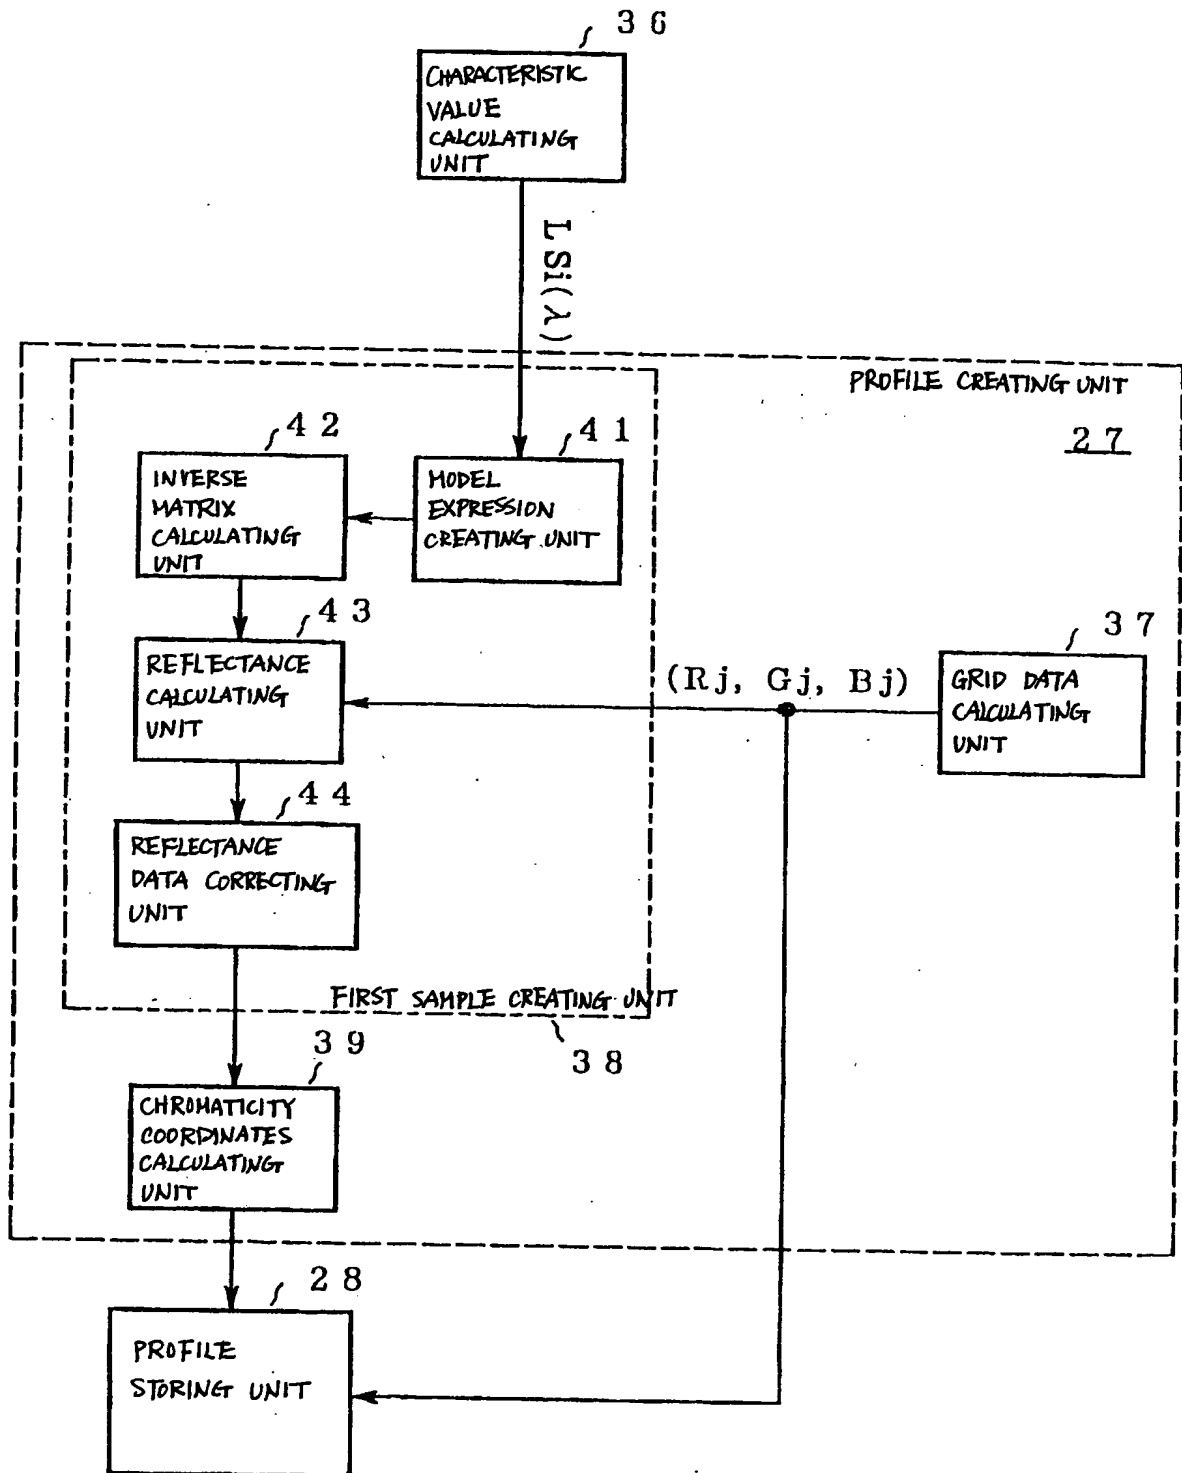 36
CHARACTERISTIC
VALUE
CALCULATING
UNIT
LSi(λ)
PROFILE CREATING UNIT
27
42
41
INVERSE
MATRIX
CALCULATING
UNIT
MODEL
EXPRESSION
CREATING UNIT
43
37
REFLECTANCE
CALCULATING
UNIT
(Rj, Gj, Bj)
GRID DATA
CALCULATING
UNIT
44
REFLECTANCE
DATA CORRECTING
UNIT
FIRST SAMPLE CREATING UNIT
38
39
CHROMATICITY
COORDINATES
CALCULATING
UNIT
28
PROFILE
STORING UNIT